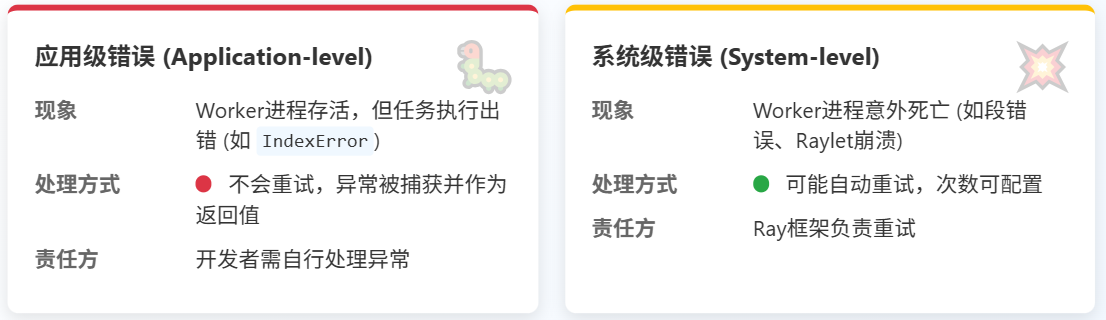 应用级错误 (Application-level)
现象
Worker进程存活，但任务执行出
错 (如 IndexError)
处理方式
不会重试，异常被捕获并作为
返回值
责任方
开发者需自行处理异常
系统级错误 (System-level)
现象
Worker进程意外死亡 (如段错
误、Raylet崩溃)
处理方式
可能自动重试，次数可配置
责任方
Ray框架负责重试